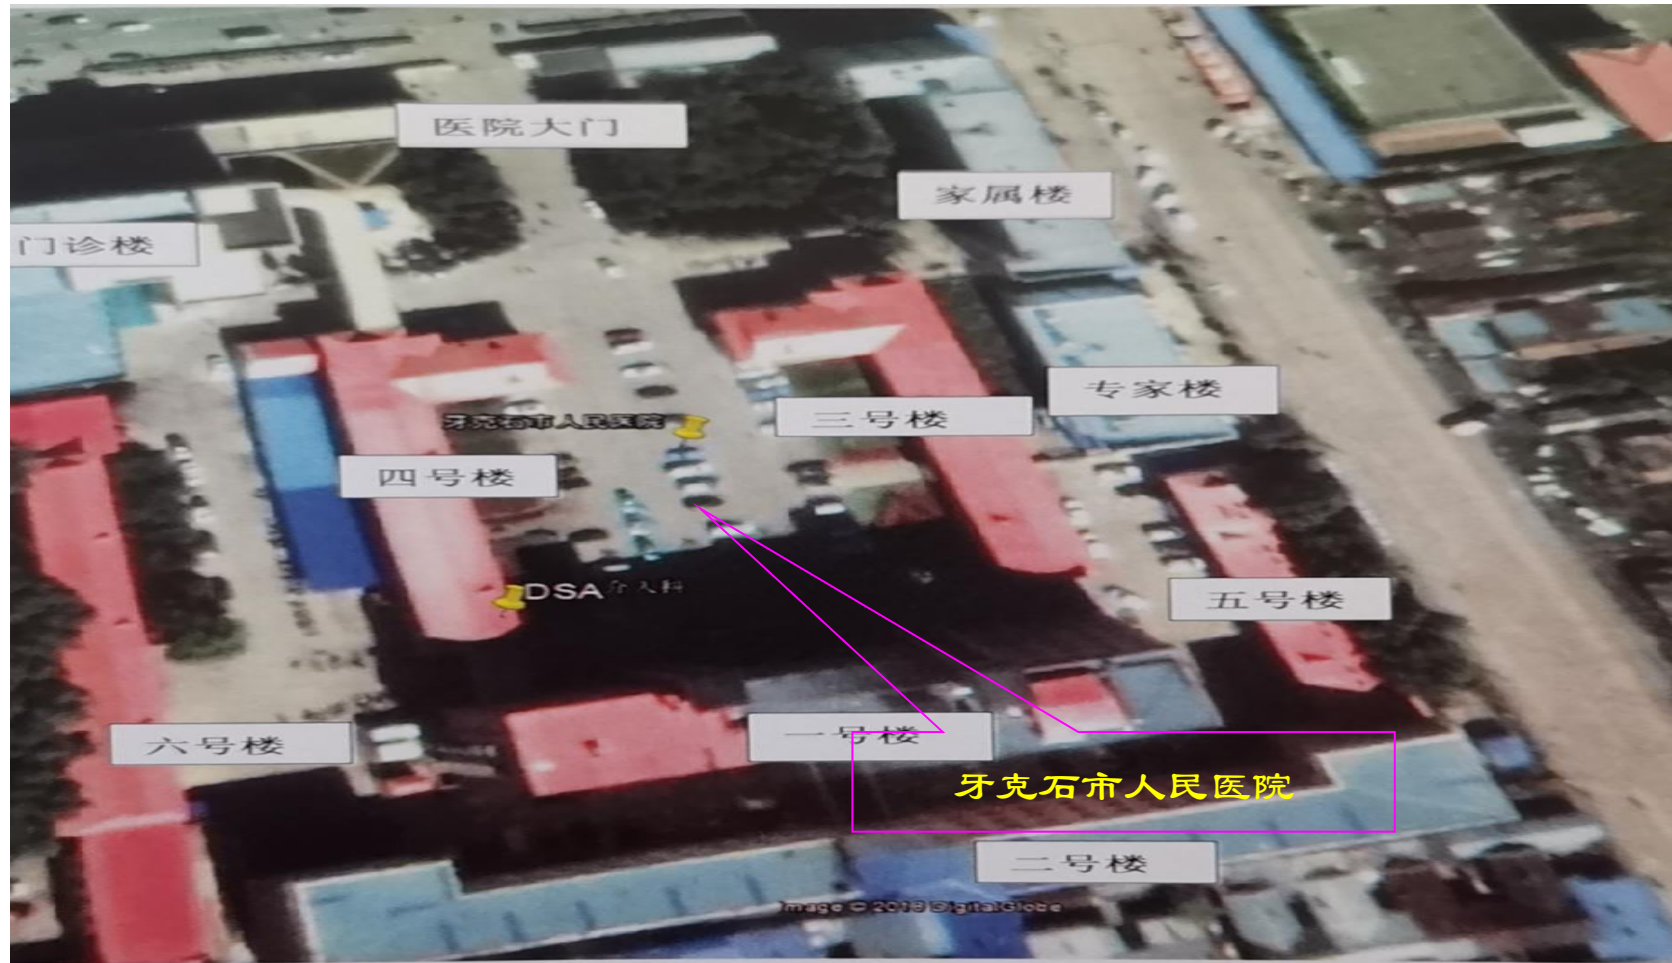 医院大门
家属楼
门诊楼
专家楼
三号楼
牙克石市人民医院
四号楼
DSA介入科
五号楼
一号楼
六号楼
牙克石市人民医院
二号楼
Image © 2018 DigitalGlobe